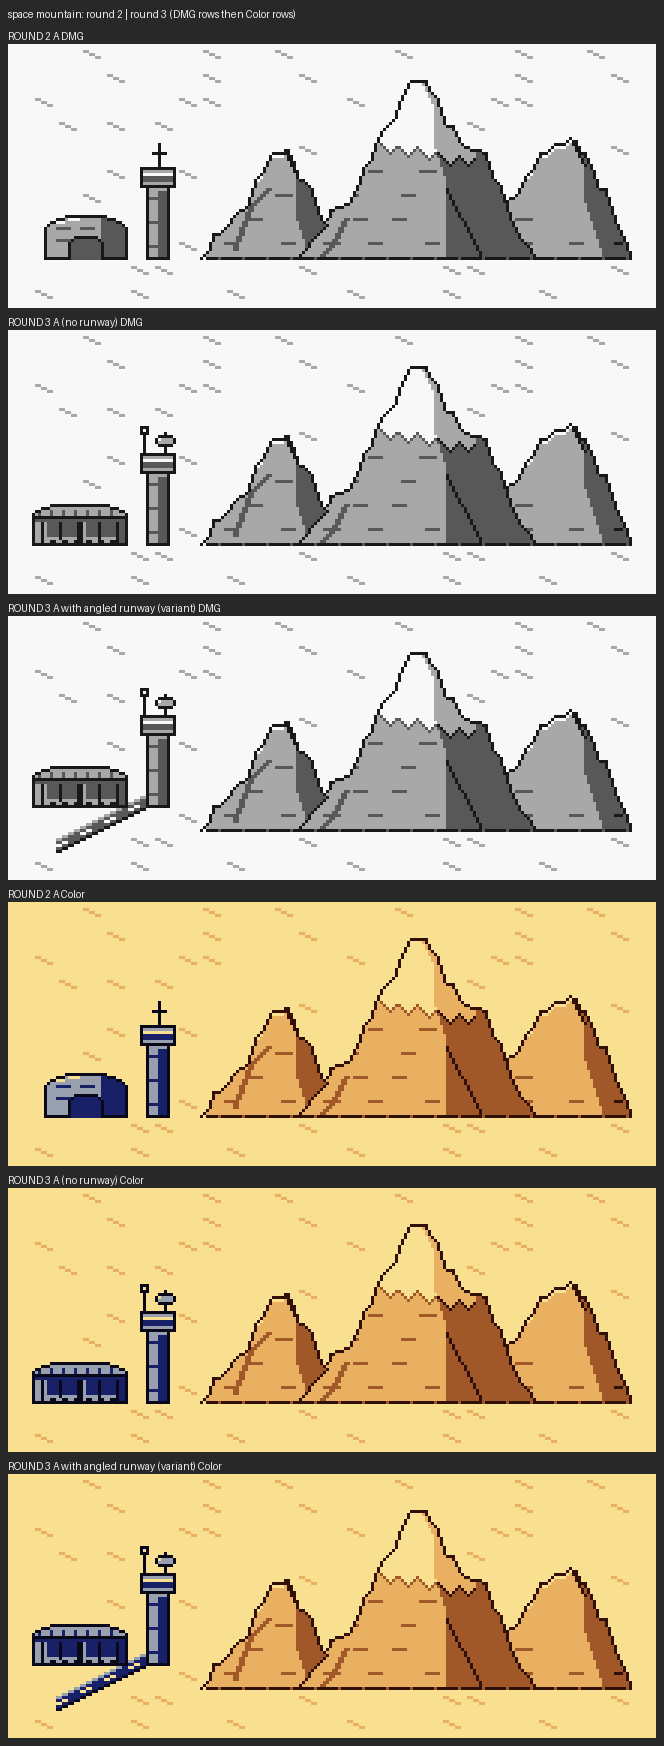 space mountain: round 2 | round 3 (DMG rows then Color rows)
ROUND 2 A DMG
ROUND 3 A (no runway) DMG
ROUND 3 A with angled runway (variant) DMG
ROUND 2 A Color
ROUND 3 A (no runway) Color
ROUND 3 A with angled runway (variant) Color